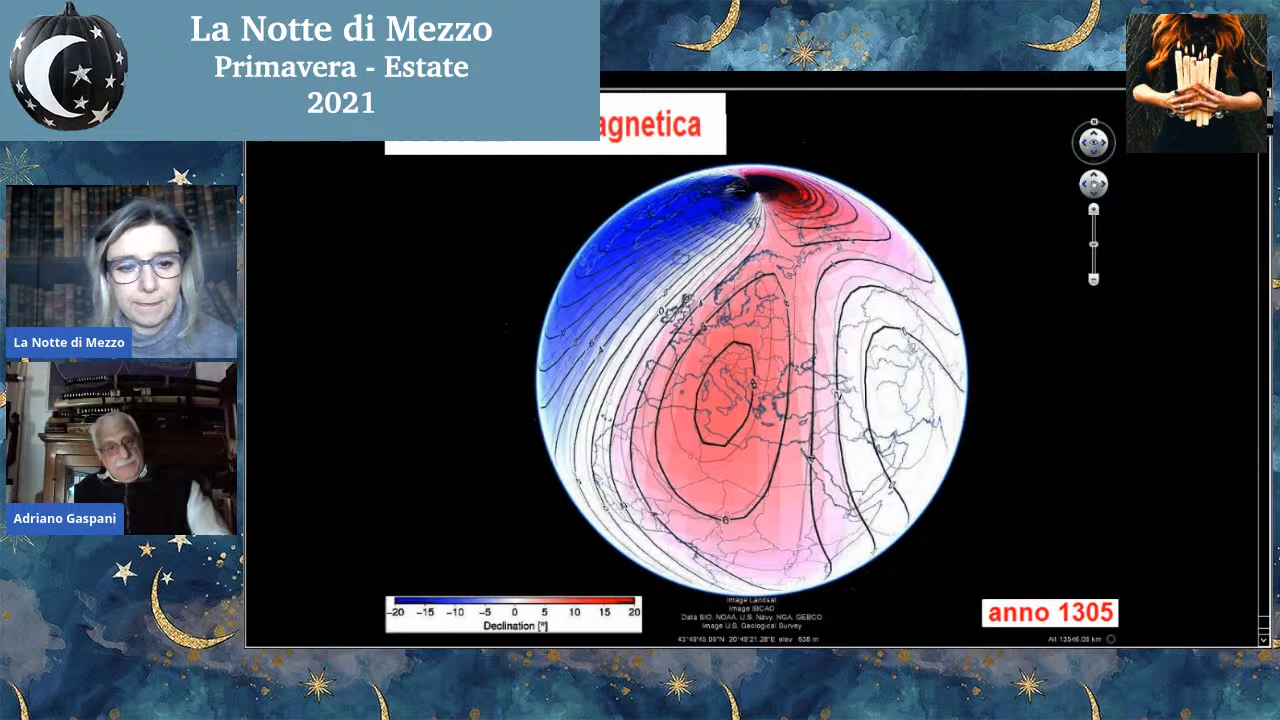 La Notte di Mezzo
Primavera - Estate
2021
agnetica
La Notte di Mezzo
Adriano Gaspani
-20 -15 -10 -5 0 5 10 15 20
Declination [°]
Image Landsat
Image IBCAO
Data SIO, NOAA, U.S. Navy, NGA, GEBCO
Image U.S. Geological Survey
anno 1305
N
6